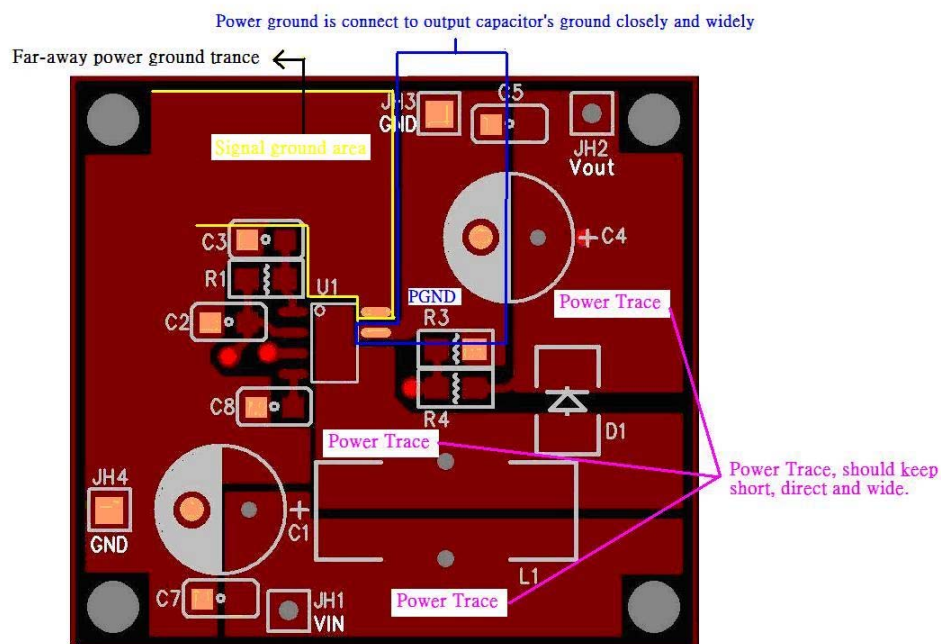 Power ground is connect to output capacitor's ground closely and widely
Far-away power ground trance
JH3
GND
C5
JH2
Vout
Signal ground area
C3
C4
R1
U1
PGND
Power Trace
C2
R3
C8
R4
D1
Power Trace
Power Trace, should keep
short, direct and wide.
JH4
GND
C1
L1
C7
JH1
VIN
Power Trace